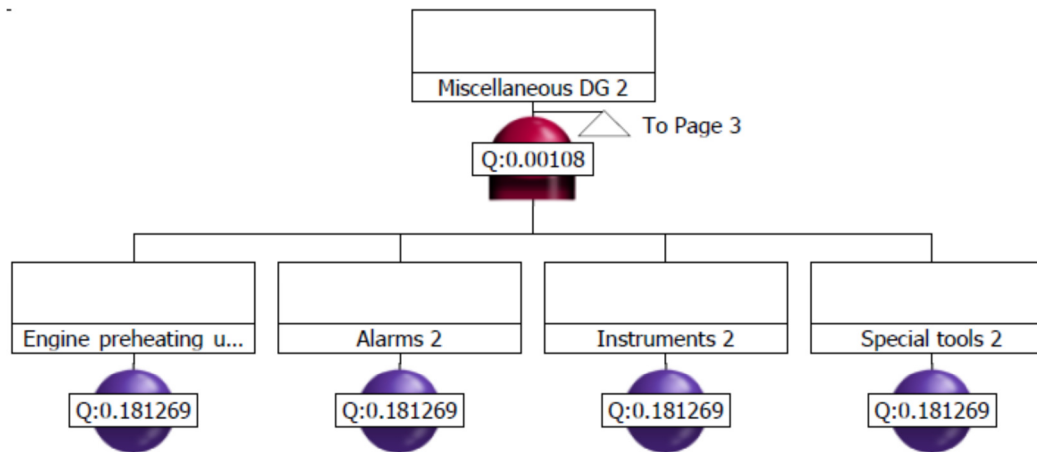 Miscellaneous DG 2
To Page 3
Q:0.00108
Engine preheating u...
Alarms 2
Instruments 2
Special tools 2
Q:0.181269
Q:0.181269
Q:0.181269
Q:0.181269